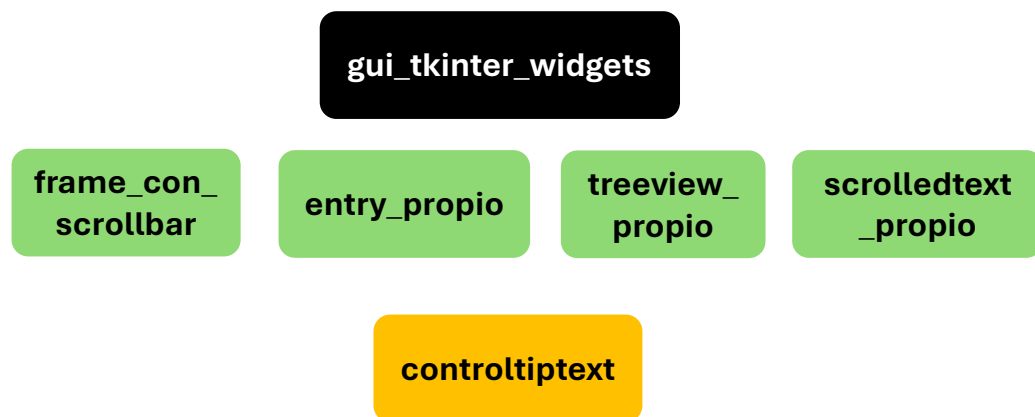 gui_tkinter_widgets
frame_con_
scrollbar
entry_propio
treeview_
propio
scrolledtext
_propio
controltiptext